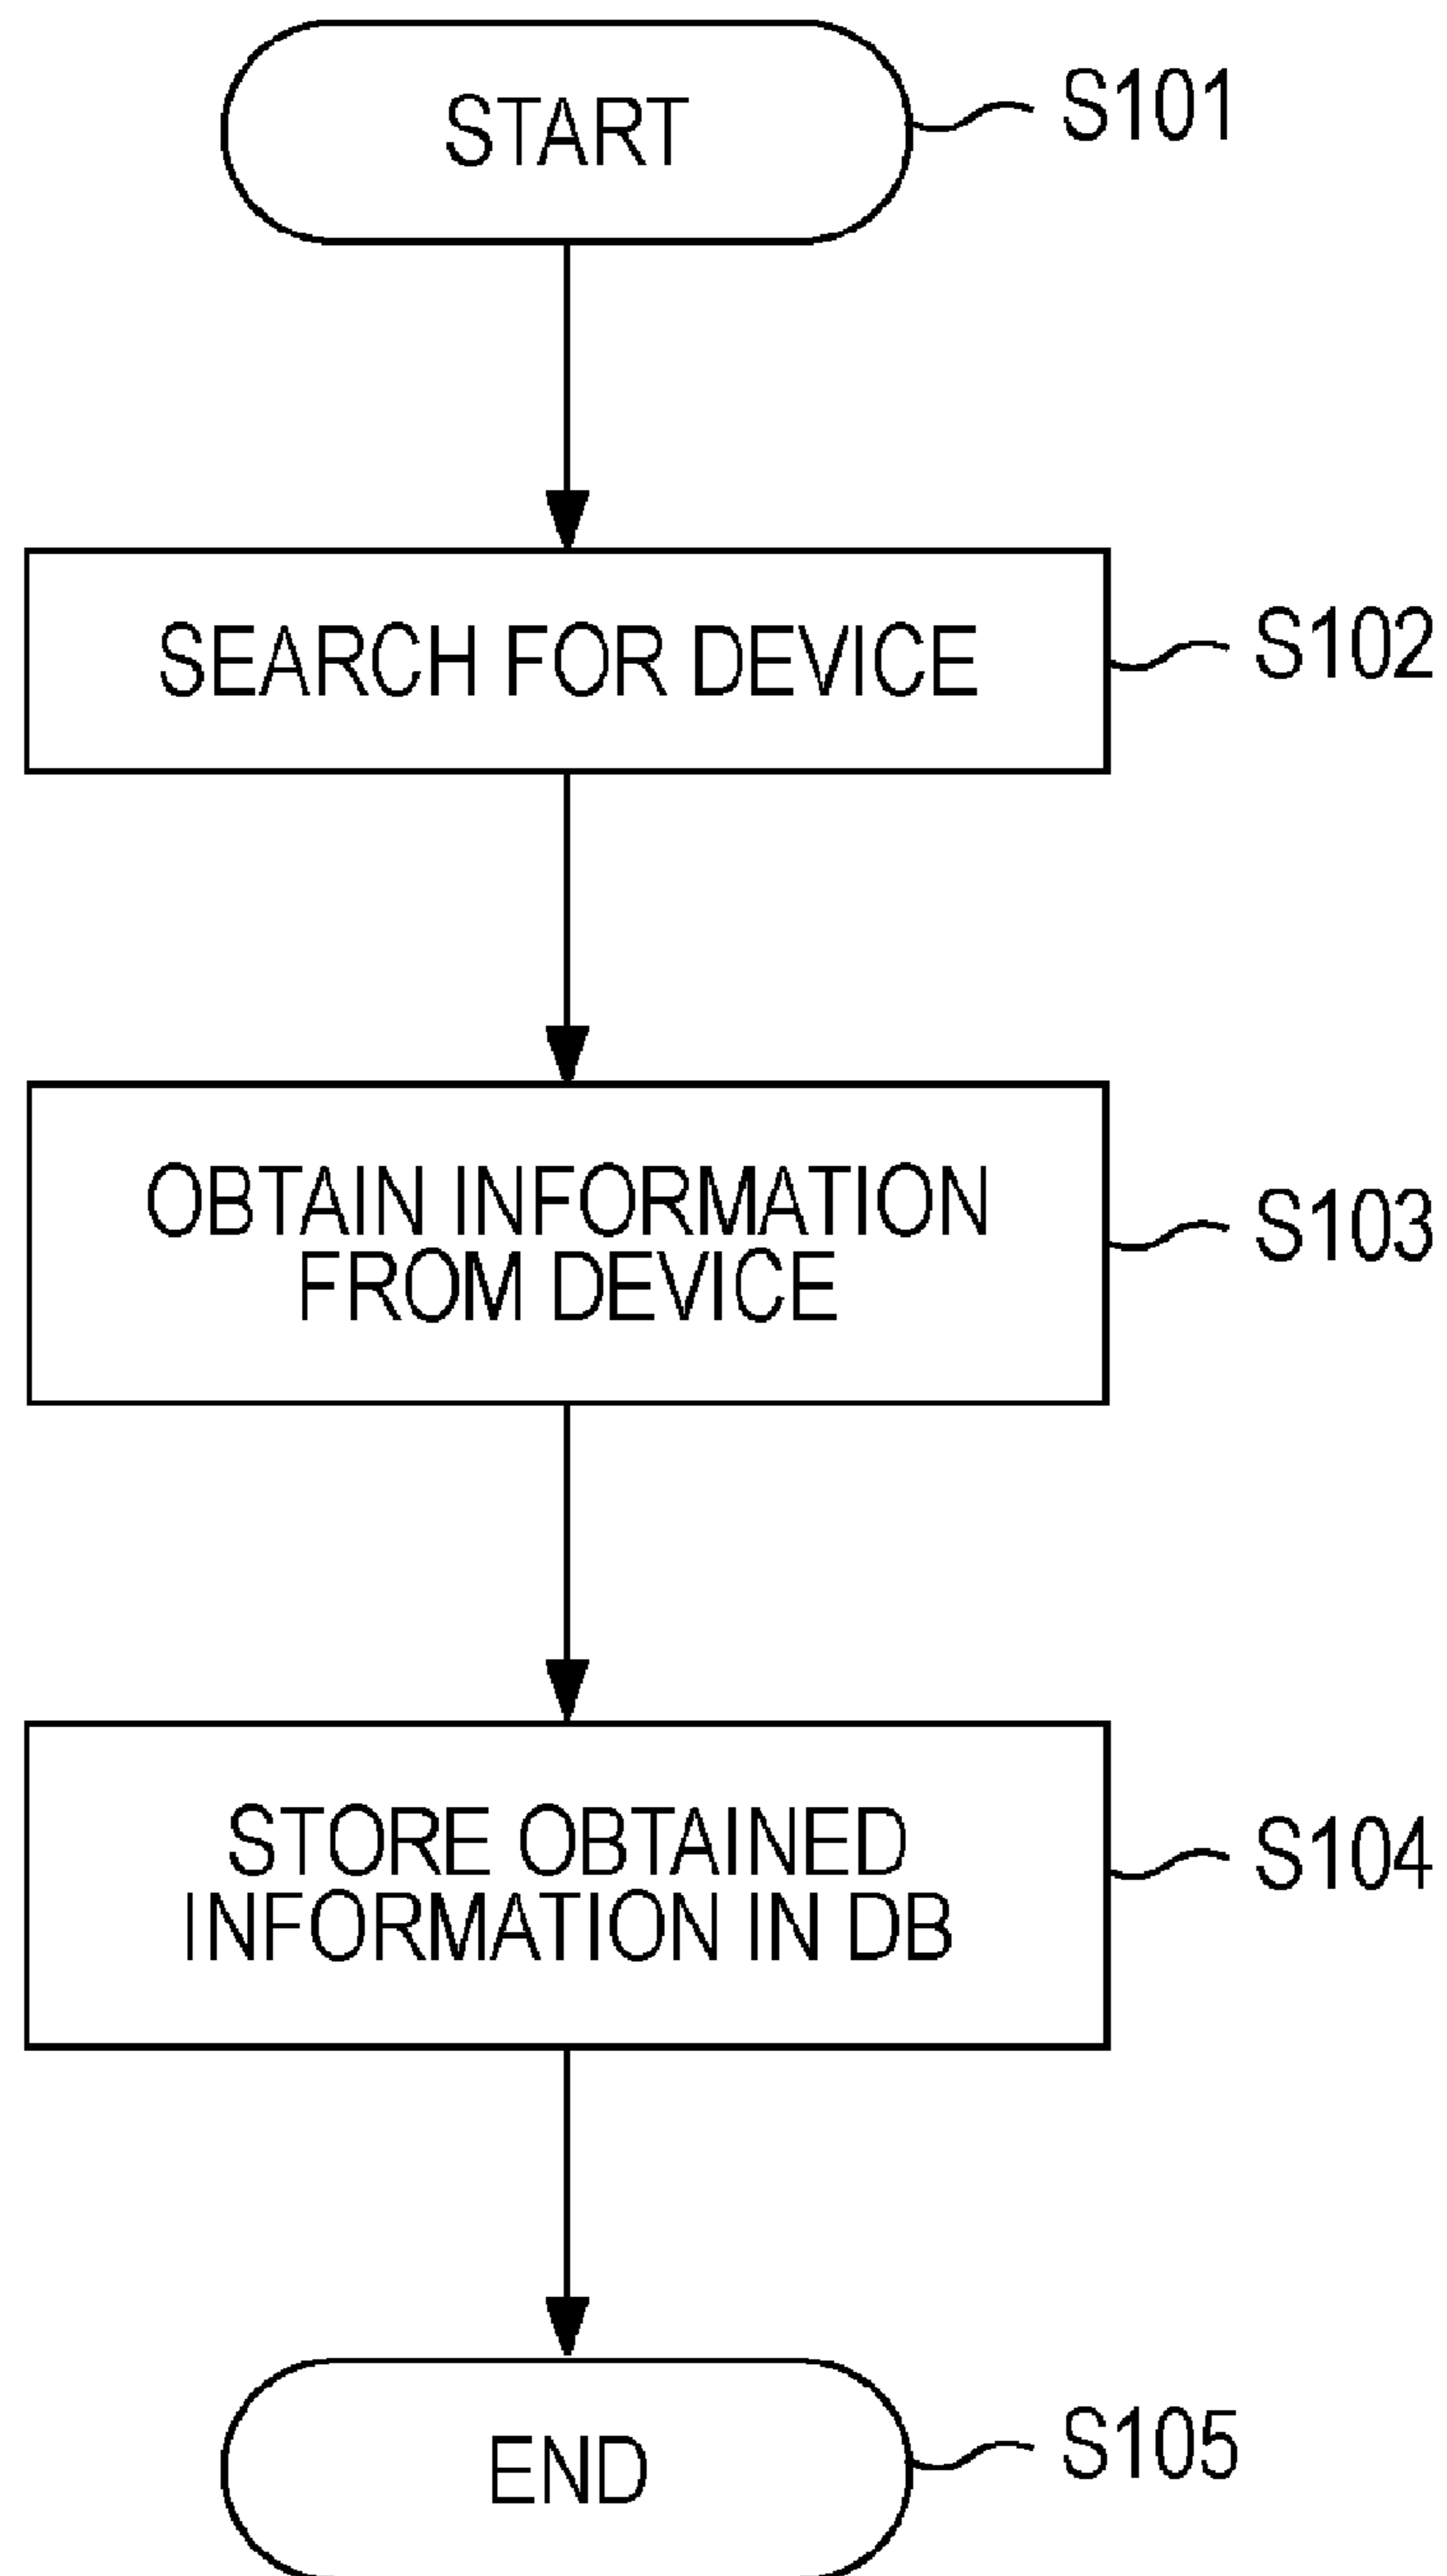 START
S101
SEARCH FOR DEVICE
S102
OBTAIN INFORMATION
FROM DEVICE
S103
STORE OBTAINED
INFORMATION IN DB
S104
END
S105